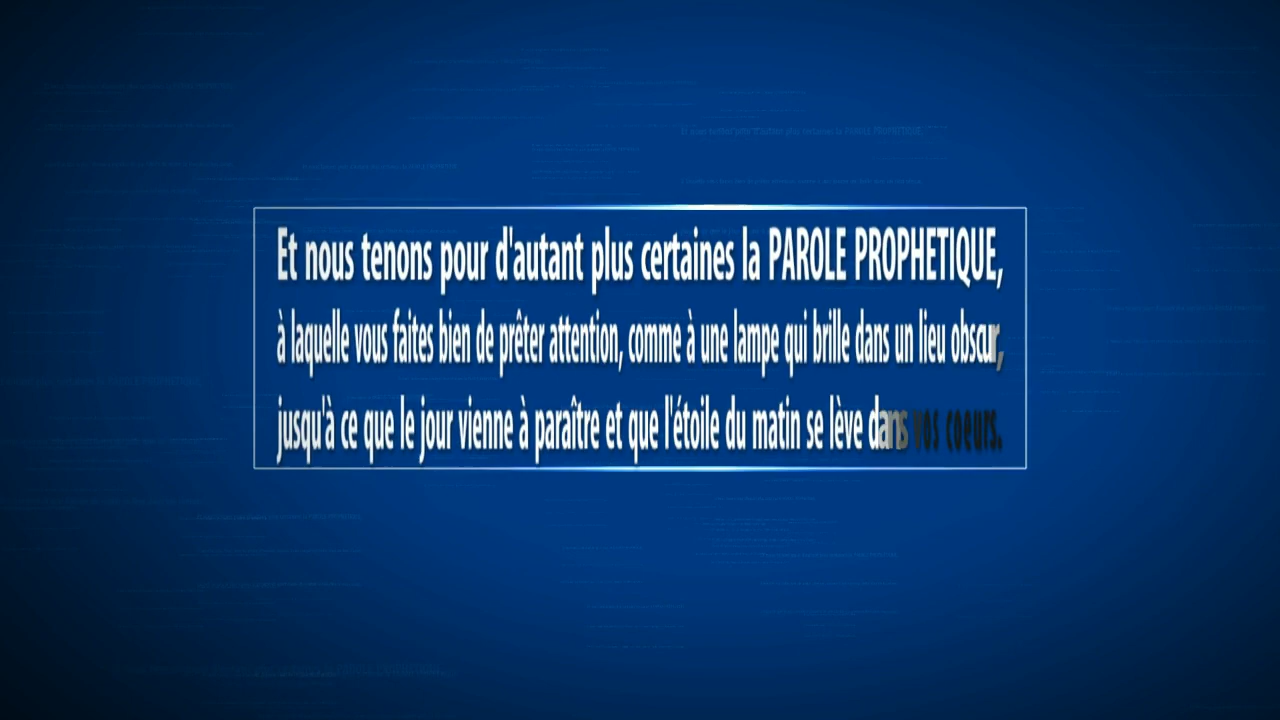 Et nous tenons pour d'autant plus certaines la PAROLE PROPHETIQUE,
à laquelle vous faites bien de prêter attention, comme à une lampe qui brille dans un lieu obscur,
jusqu'à ce que le jour vienne à paraître et que l'étoile du matin se lève dans vos coeurs.